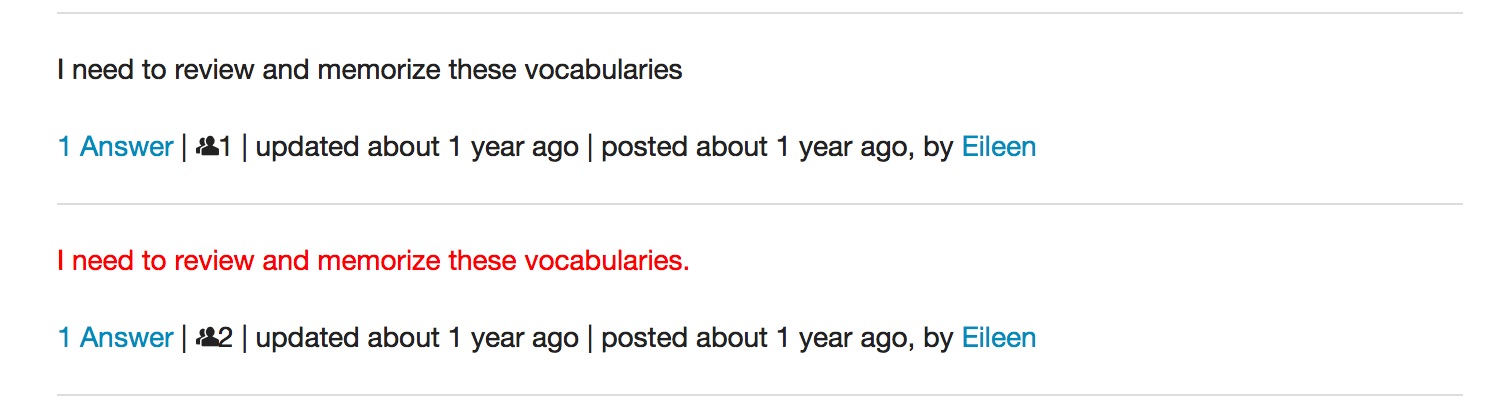 I need to review and memorize these vocabularies
1 Answer | 1 | updated about 1 year ago | posted about 1 year ago, by Eileen
I need to review and memorize these vocabularies.
1 Answer | 2 | updated about 1 year ago | posted about 1 year ago, by Eileen